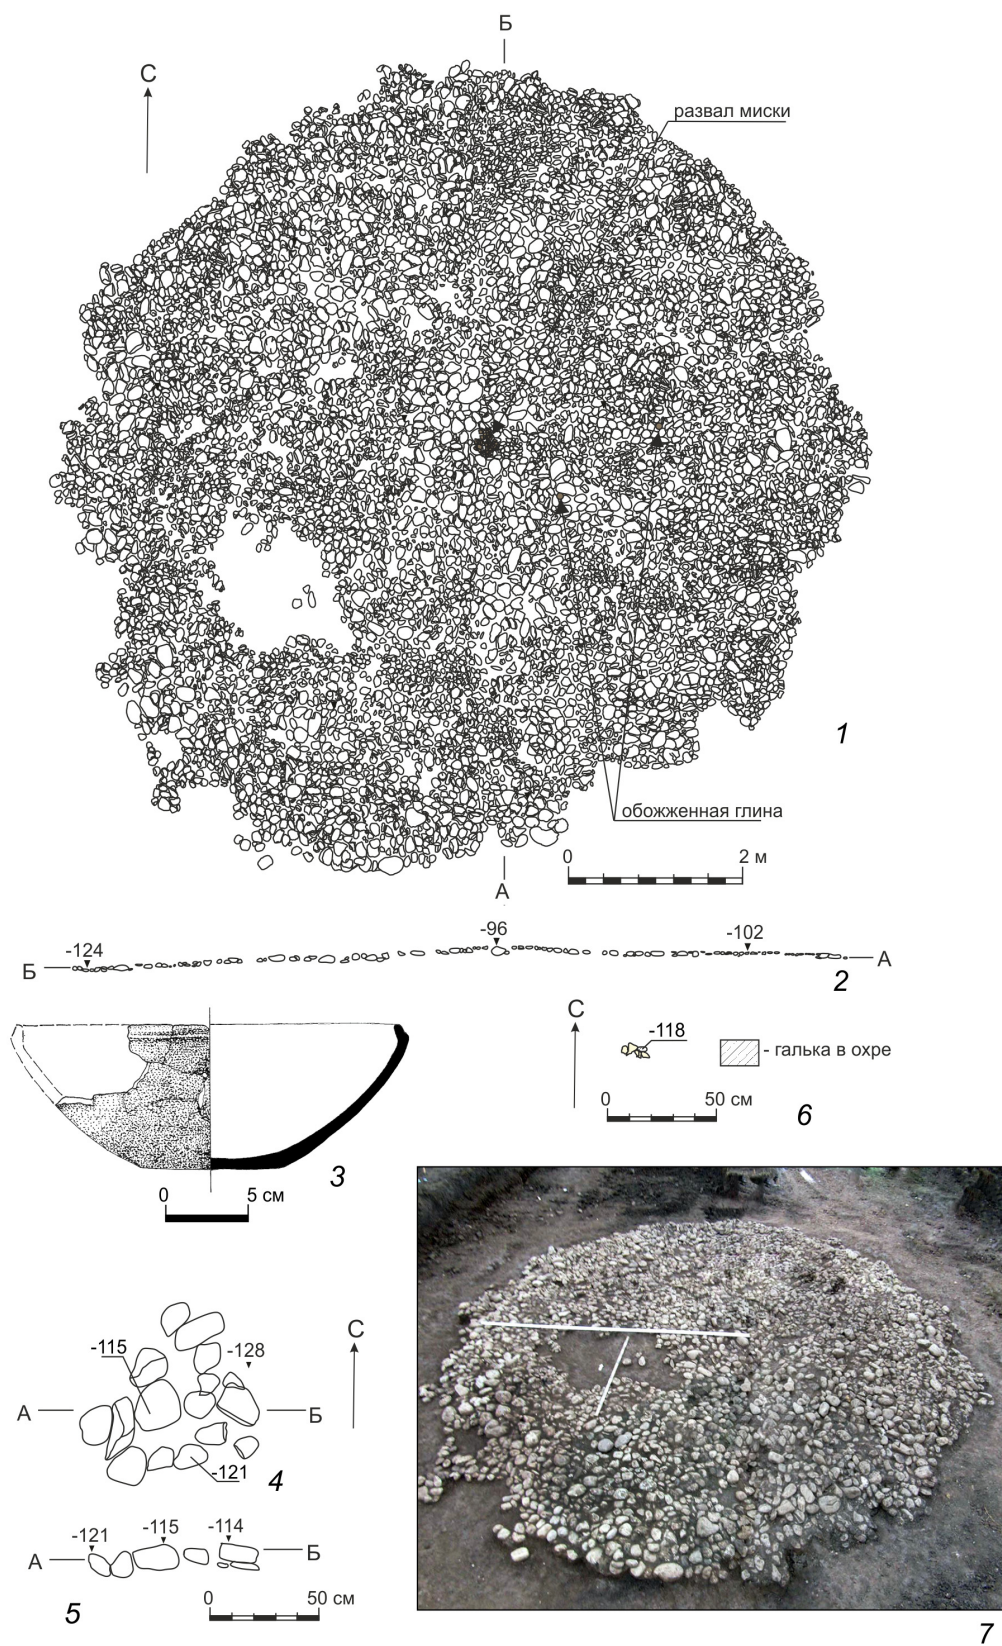 Б
С
развал миски
1
обожженная глина
0 2 м
А
-124 -96 -102
Б А
2
С
-118
- галька в охре
0 50 см
6
3
0 5 см
С
-115 -128
А Б
-121
4
-121 -115 -114
А Б
0 50 см
5
7